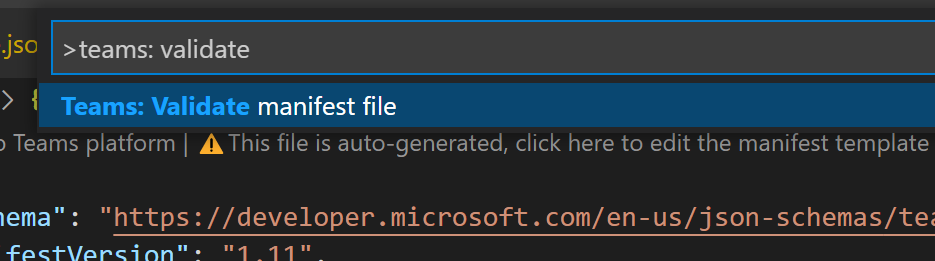 .jso
>teams: validate
> {
Teams: Validate manifest file
o Teams platform | ⚠This file is auto-generated, click here to edit the manifest template
hema": "https://developer.microsoft.com/en-us/json-schemas/tea
festVersion": "1.11",